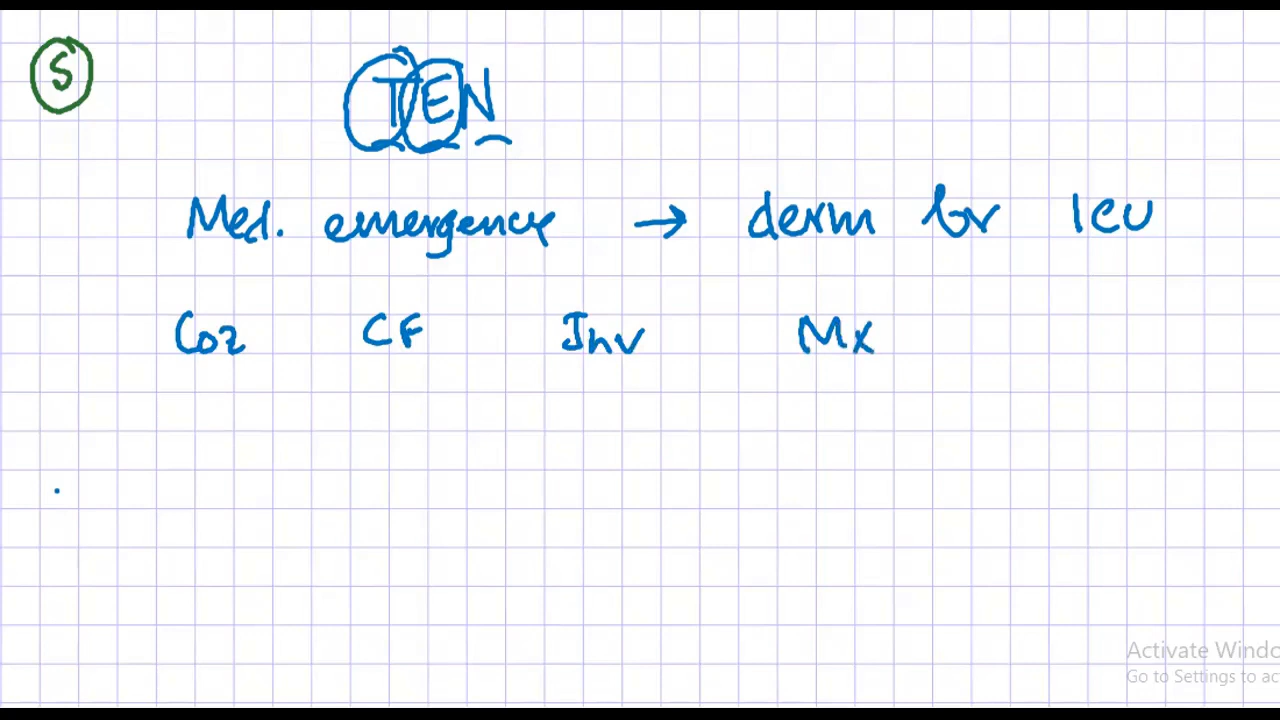 S
TEN
Med. emergency → derm or ICU
Coz CF Inv Mx
Activate Windo
Go to Settings to ac